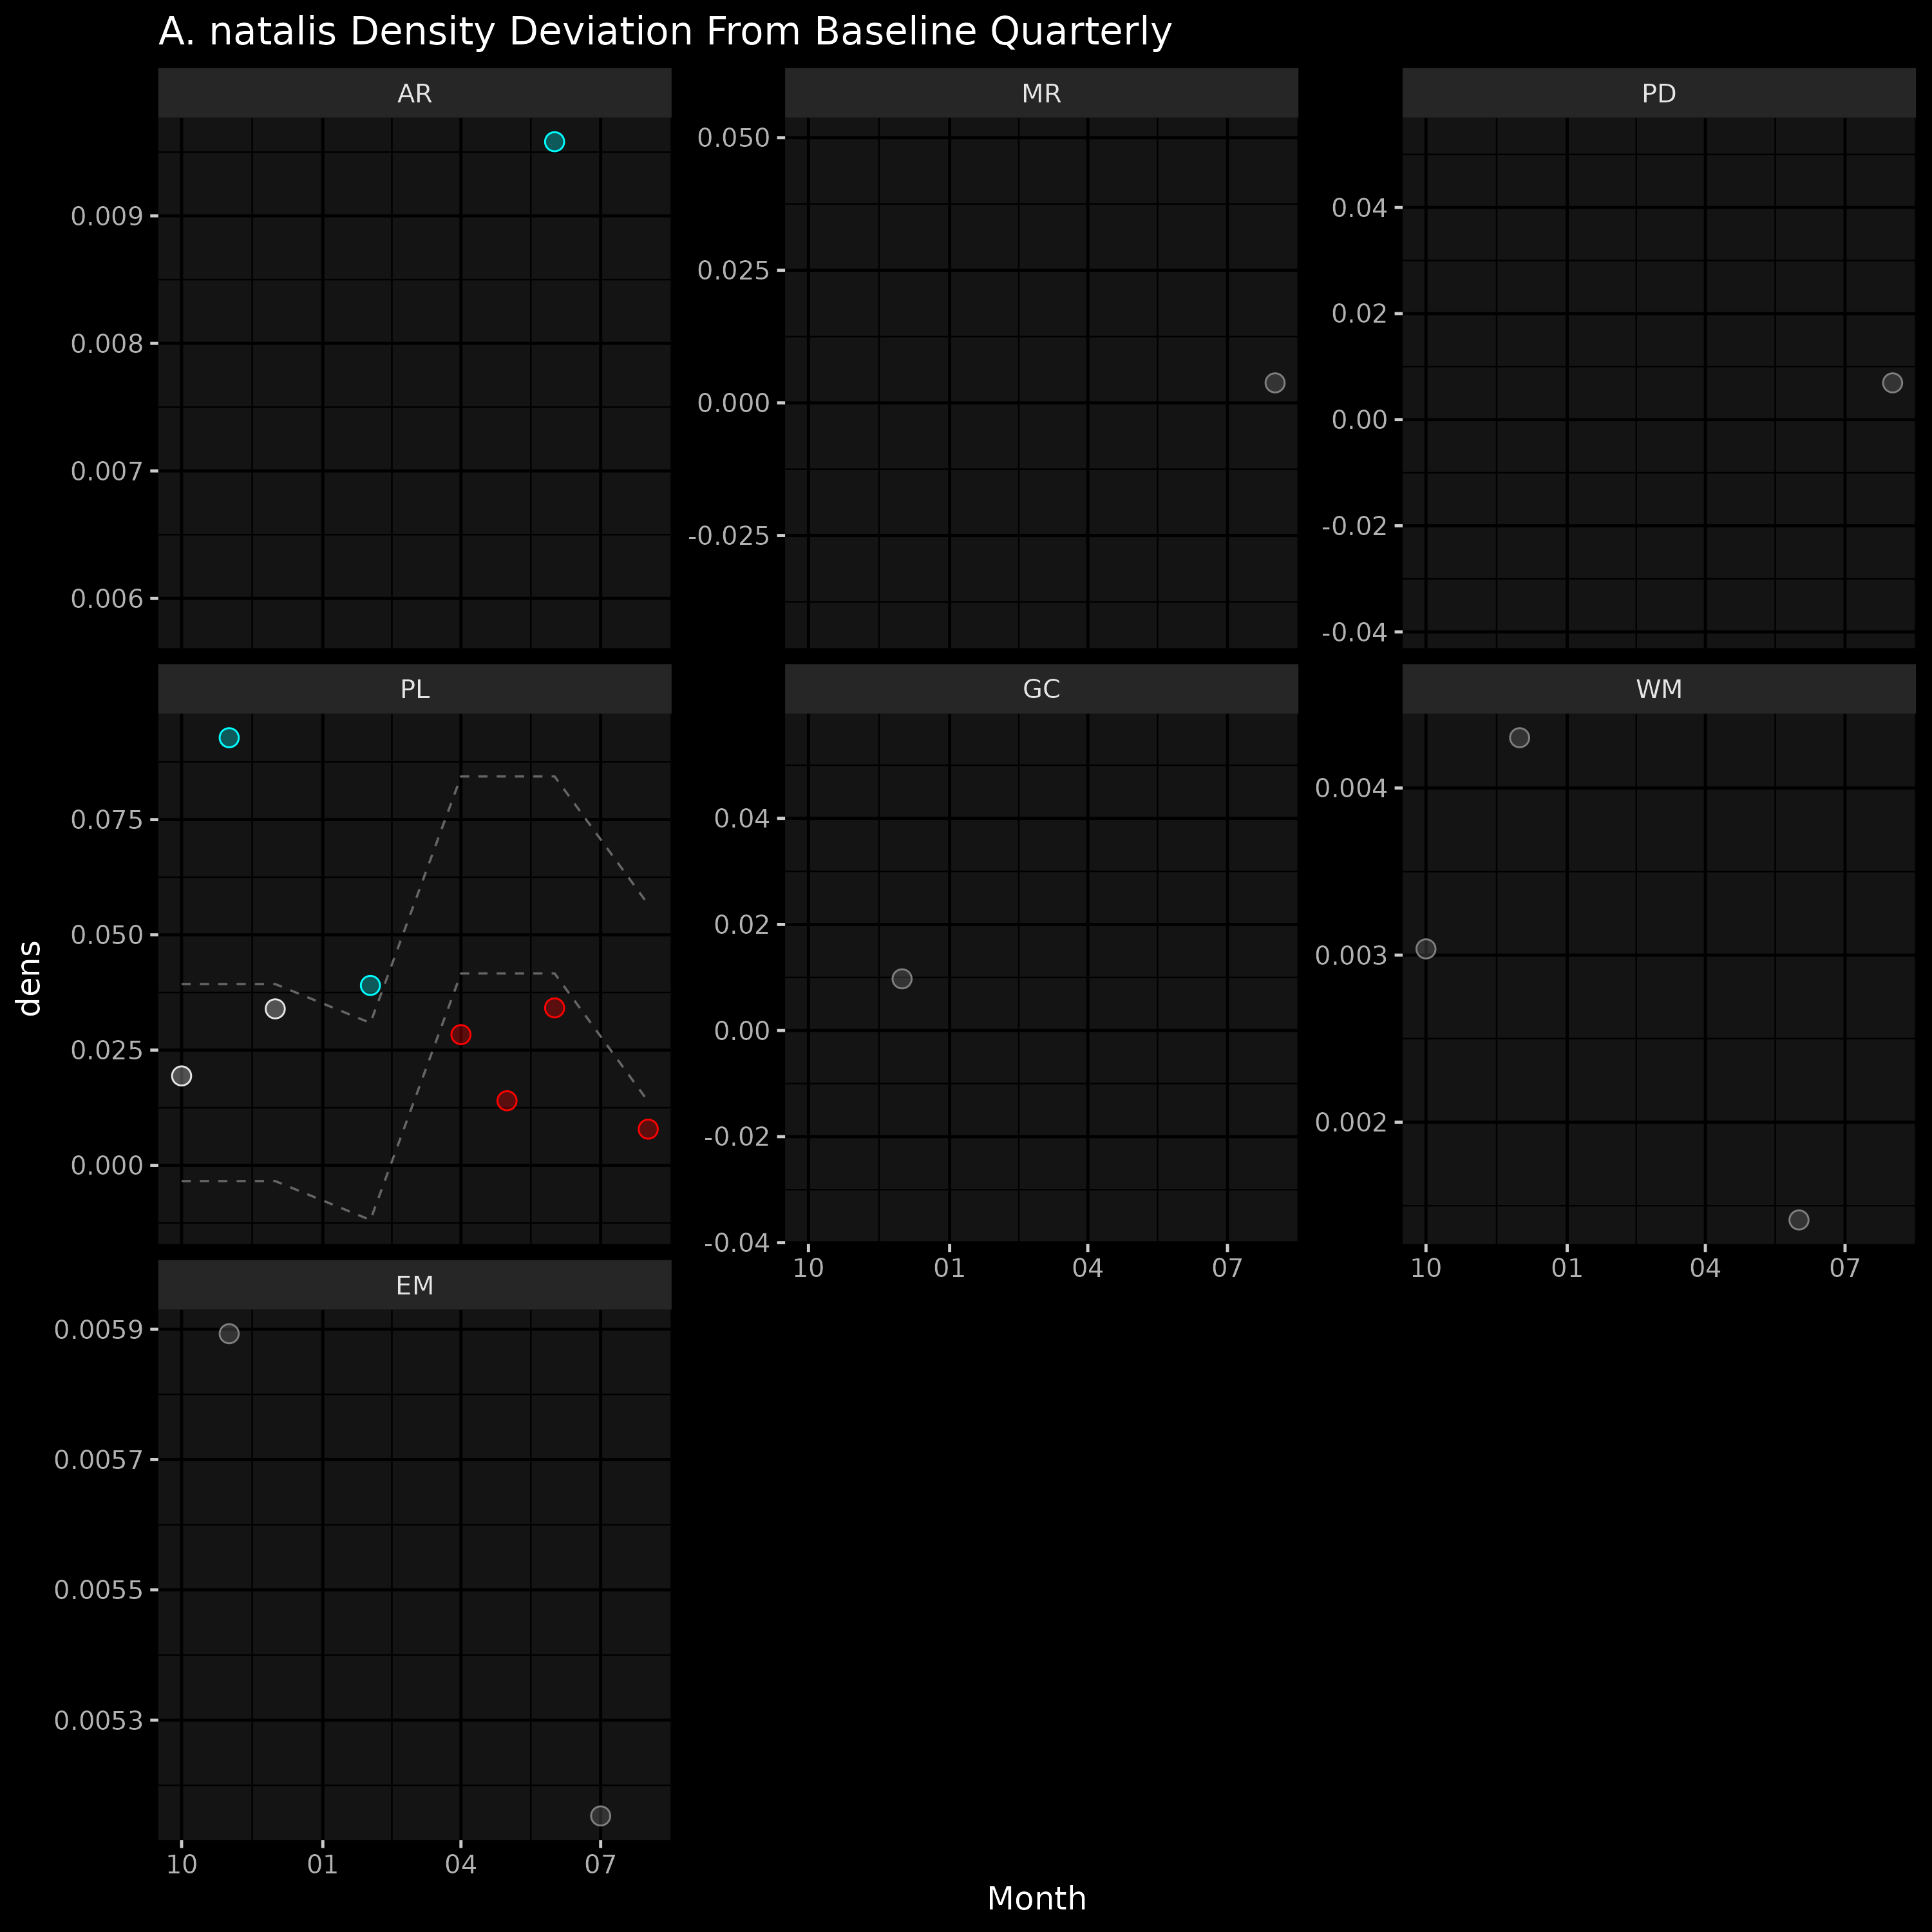 A. natalis Density Deviation From Baseline Quarterly
AR
MR
PD
0.009
0.008
0.007
0.006
0.050
0.025
0.000
-0.025
0.04
0.02
0.00
-0.02
-0.04
PL
GC
WM
0.075
0.050
0.025
0.000
0.04
0.02
0.00
-0.02
-0.04
0.004
0.003
0.002
10 01 04 07
10 01 04 07
EM
0.0059
0.0057
0.0055
0.0053
10 01 04 07
dens
Month